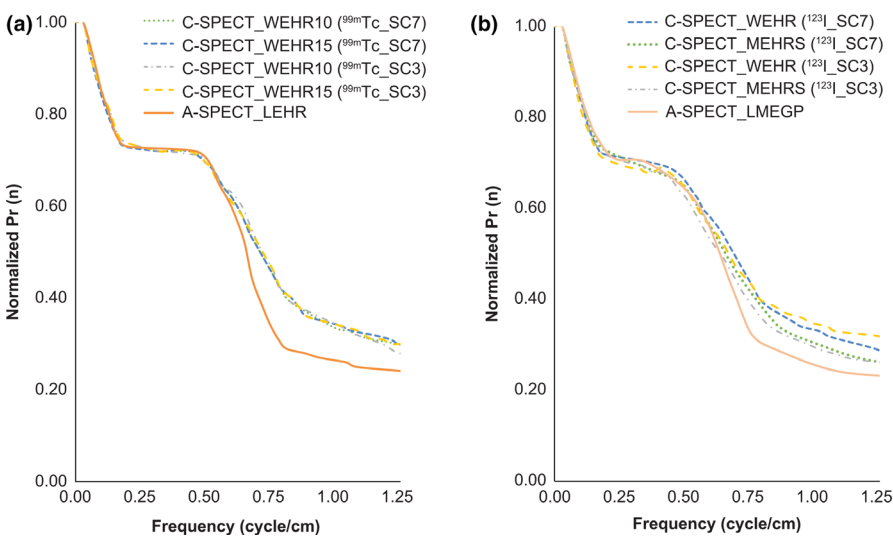 (a)
C-SPECT_WEHR10 (⁹⁹ᵐTc_SC7)
C-SPECT_WEHR15 (⁹⁹ᵐTc_SC7)
C-SPECT_WEHR10 (⁹⁹ᵐTc_SC3)
C-SPECT_WEHR15 (⁹⁹ᵐTc_SC3)
A-SPECT_LEHR
Normalized Pr (n)
1.00
0.80
0.60
0.40
0.20
0.00
0.00 0.25 0.50 0.75 1.00 1.25
Frequency (cycle/cm)
(b)
C-SPECT_WEHR (¹²³I_SC7)
C-SPECT_MEHRS (¹²³I_SC7)
C-SPECT_WEHR (¹²³I_SC3)
C-SPECT_MEHRS (¹²³I_SC3)
A-SPECT_LMEGP
Normalized Pr (n)
1.00
0.80
0.60
0.40
0.20
0.00
0.00 0.25 0.50 0.75 1.00 1.25
Frequency (cycle/cm)